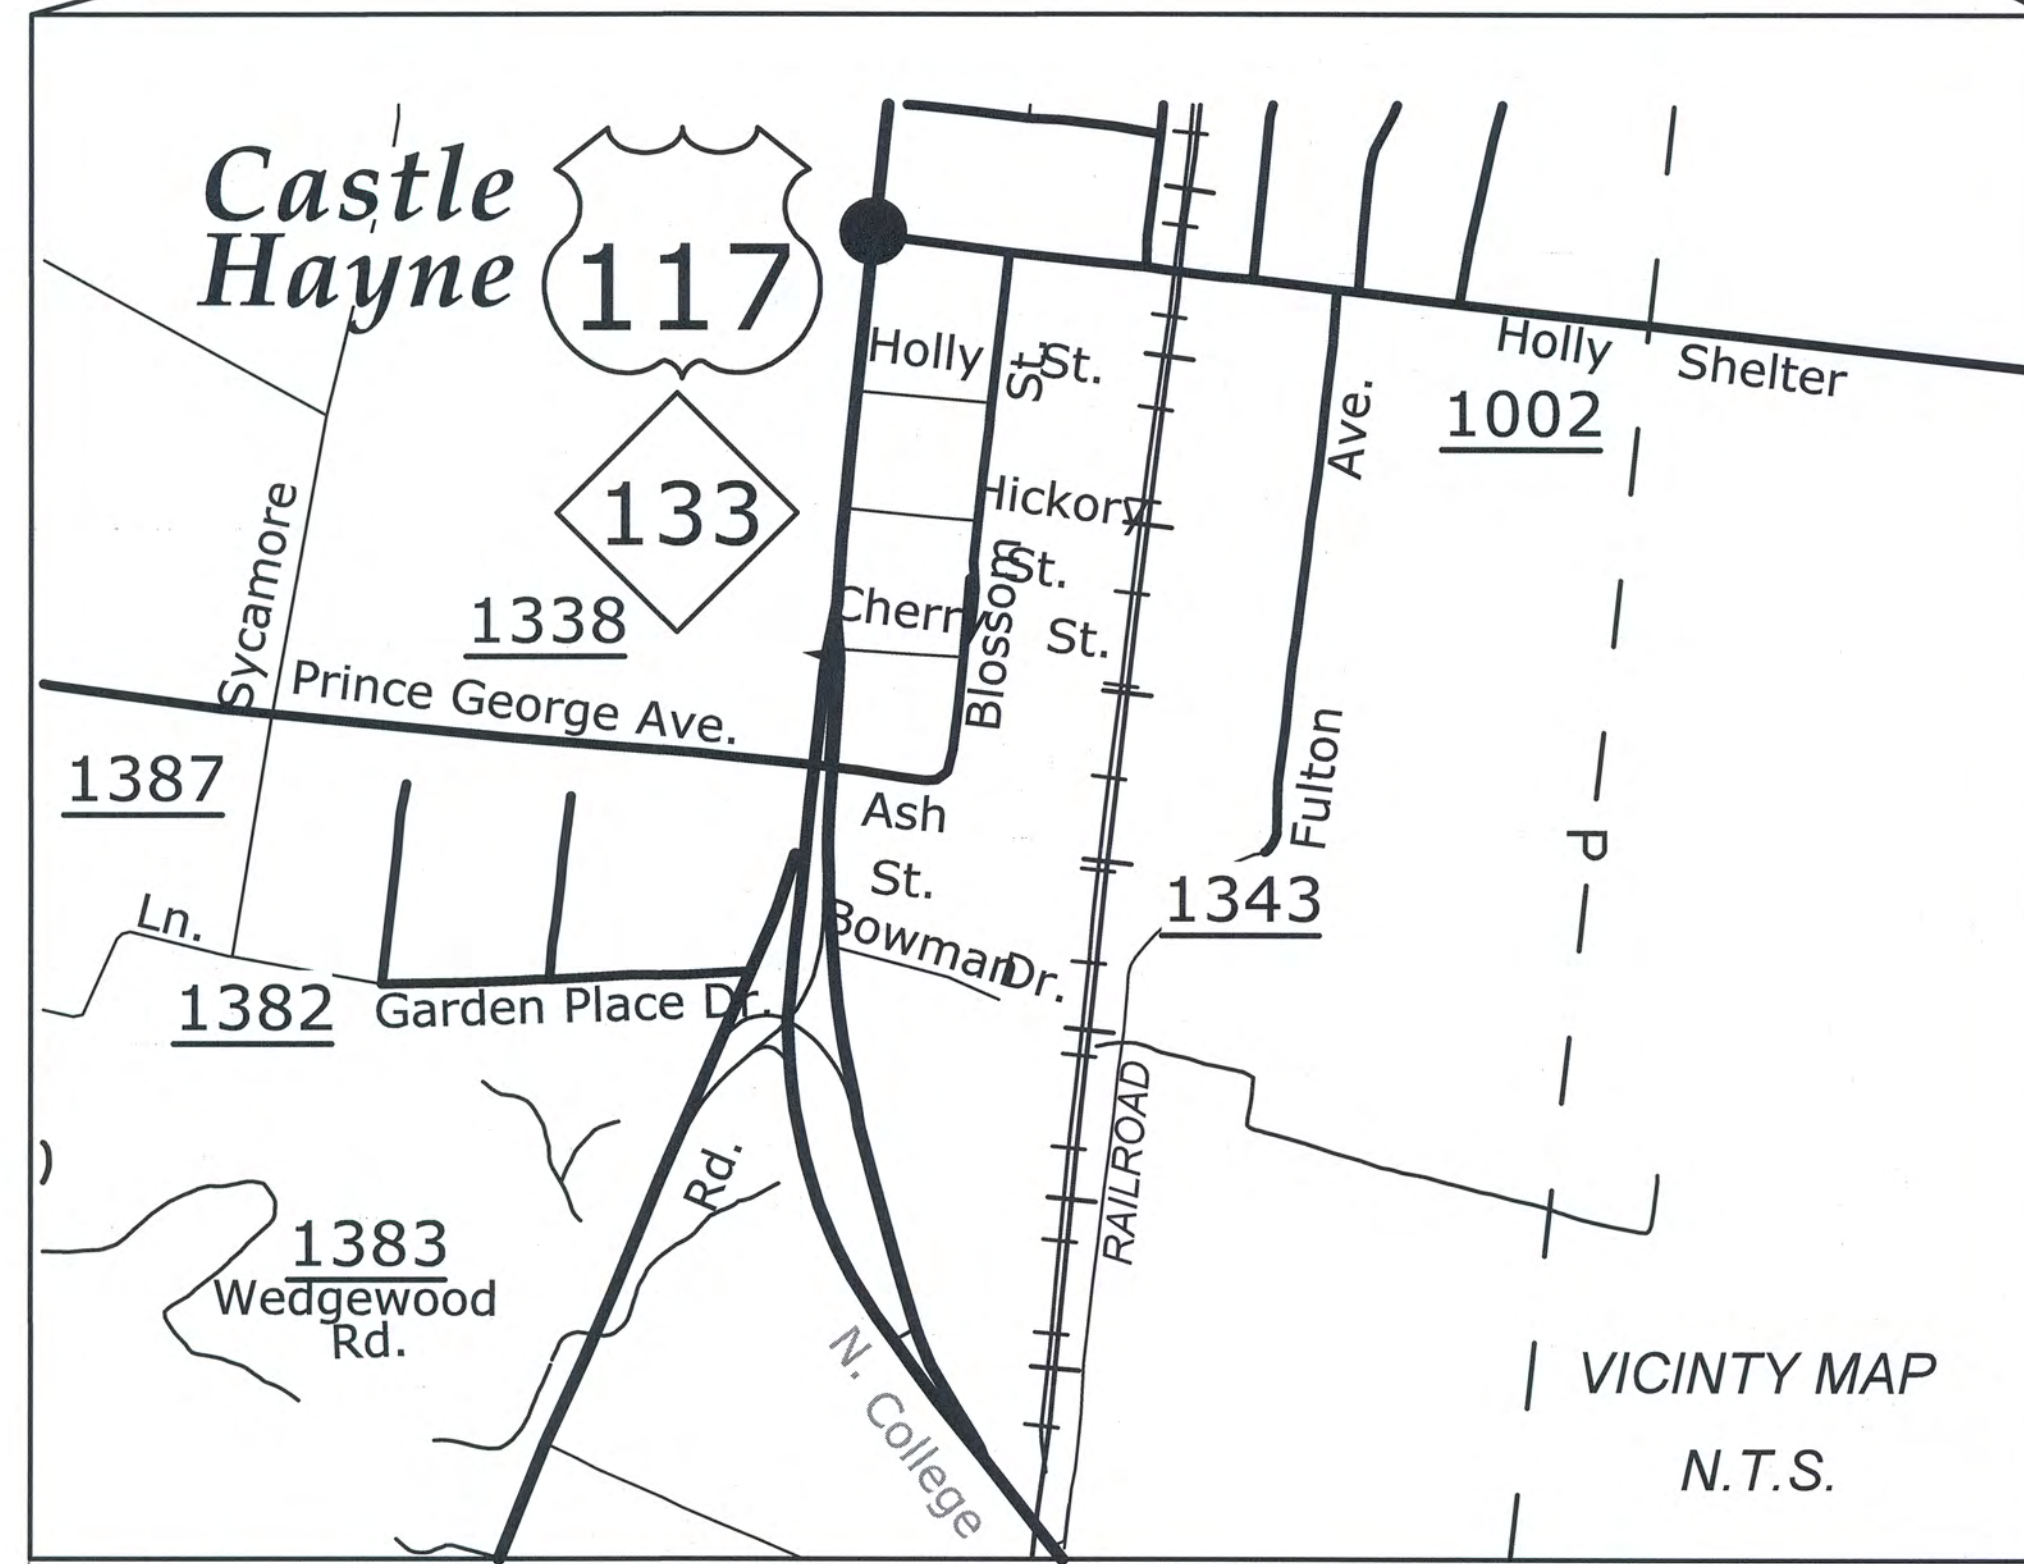 Castle
Hayne
117
Holly St.
St.
Holly Shelter
1002
Ave.
133
Hickory
St.
Sycamore
1338
Cherry St.
Blossom
Prince George Ave.
1387
Fulton
Ash
St.
P
1343
Ln.
Bowman Dr.
1382
Garden Place Dr.
RAILROAD
Rd.
1383
Wedgewood
Rd.
N. College
VICINTY MAP
N.T.S.